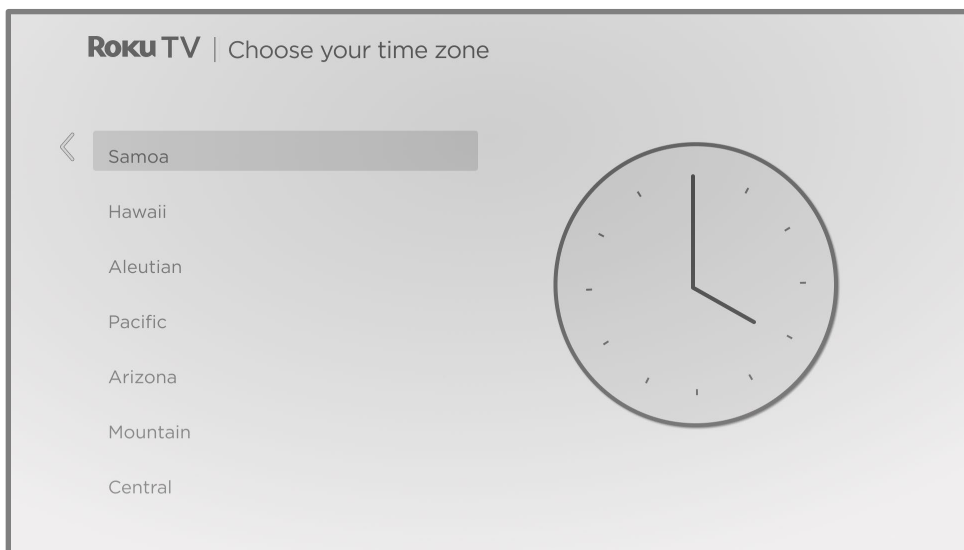 Roku TV | Choose your time zone
Samoa
Hawaii
Aleutian
Pacific
Arizona
Mountain
Central